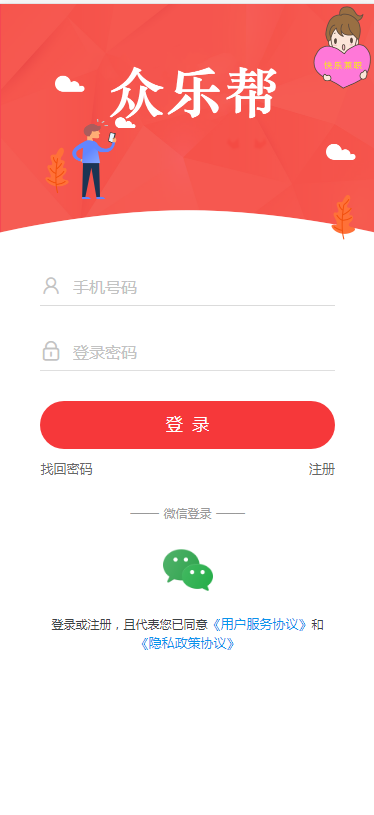 快乐兼职
众乐帮
手机号码
登录密码
登 录
找回密码 注册
微信登录
登录或注册，且代表您已同意《用户服务协议》和
《隐私政策协议》